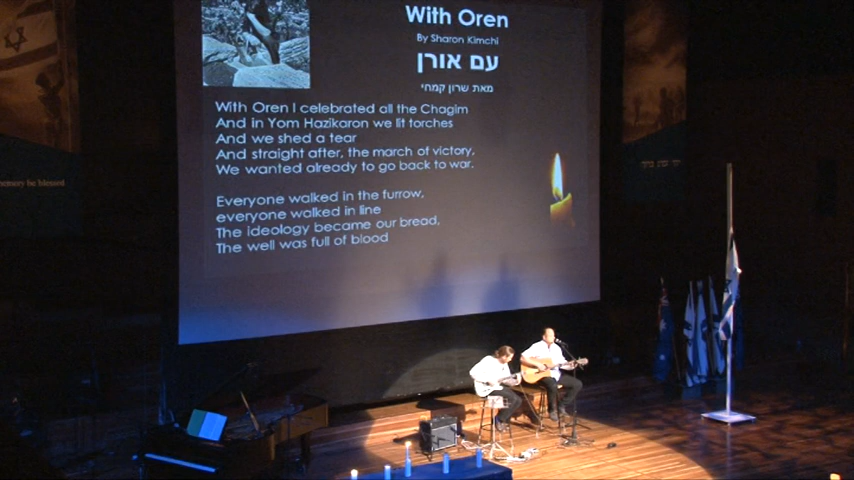 With Oren
By Sharon Kimchi
עם אורן
מאת שרון קמחי
With Oren I celebrated all the Chagim
And in Yom Hazikaron we lit torches
And we shed a tear
And straight after, the march of victory,
We wanted already to go back to war.
Everyone walked in the furrow,
everyone walked in line
The ideology became our bread,
The well was full of blood
memory be blessed